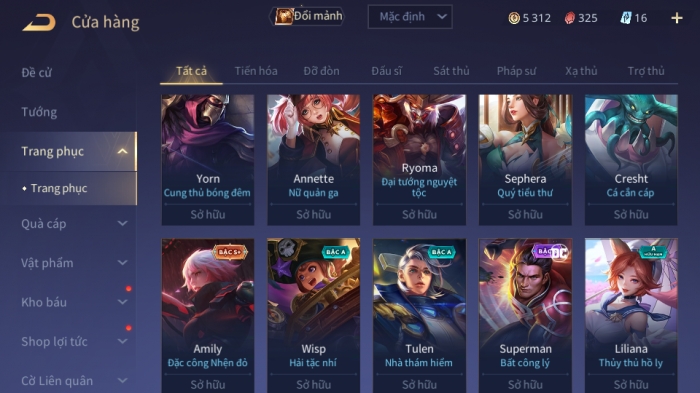 Cửa hàng
Đổi mảnh
Mặc định
5 312
325
16
Đề cử
Tướng
Trang phục
Trang phục
Quà cáp
Vật phẩm
Kho báu
Shop lợi tức
Cờ Liên quân
Tất cả
Tiến hóa
Đỡ đòn
Đấu sĩ
Sát thủ
Pháp sư
Xạ thủ
Trợ thủ
Yorn
Cung thủ bóng đêm
Sở hữu
Annette
Nữ quản gia
Sở hữu
Ryoma
Đại tướng nguyệt
tộc
Sở hữu
Sephera
Quý tiểu thư
Sở hữu
Cresht
Cá cắn cáp
Sở hữu
BẬC S+
Amily
Đặc công Nhện đỏ
Sở hữu
BẬC A
Wisp
Hải tặc nhí
Sở hữu
BẬC A
Tulen
Nhà thám hiểm
Sở hữu
BẬC
DC
Superman
Bất công lý
Sở hữu
A
HỮU HẠN
Liliana
Thủy thủ hồ ly
Sở hữu